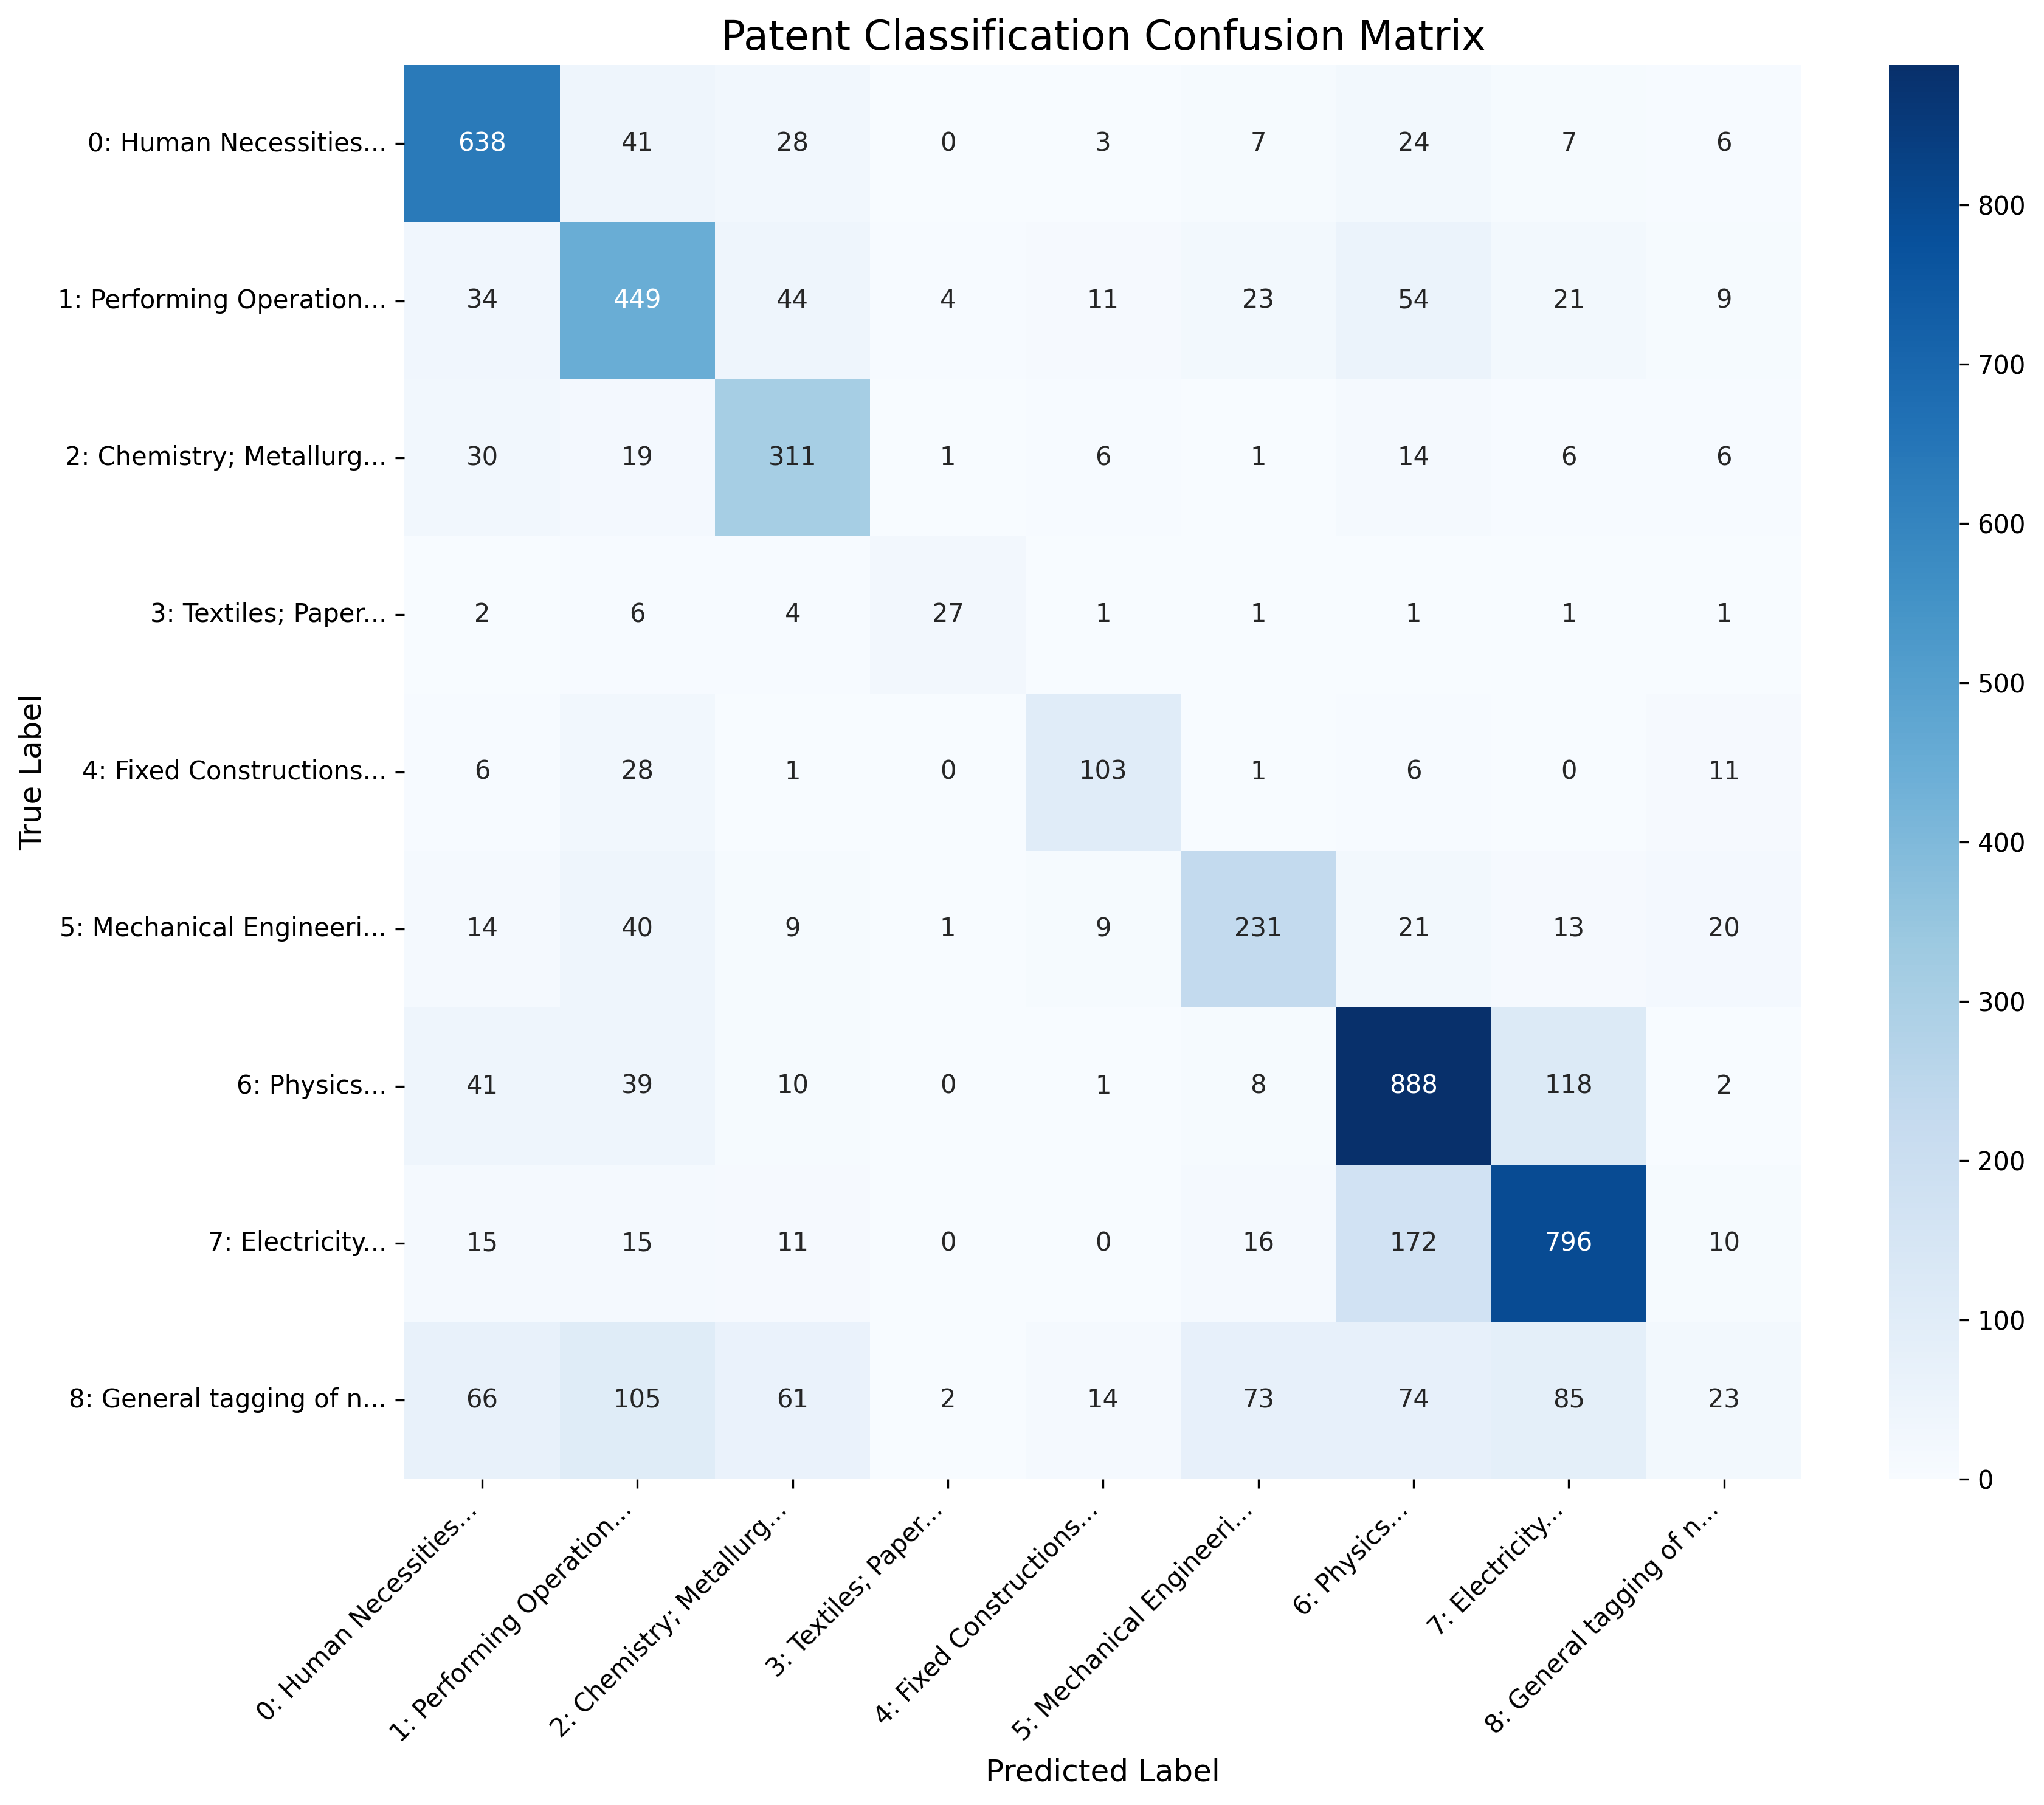 Patent Classification Confusion Matrix
0: Human Necessities... 638 41 28 0 3 7 24 7 6
1: Performing Operation... 34 449 44 4 11 23 54 21 9
2: Chemistry; Metallurg... 30 19 311 1 6 1 14 6 6
3: Textiles; Paper... 2 6 4 27 1 1 1 1 1
4: Fixed Constructions... 6 28 1 0 103 1 6 0 11
5: Mechanical Engineeri... 14 40 9 1 9 231 21 13 20
6: Physics... 41 39 10 0 1 8 888 118 2
7: Electricity... 15 15 11 0 0 16 172 796 10
8: General tagging of n... 66 105 61 2 14 73 74 85 23
True Label
0: Human Necessities...
1: Performing Operation...
2: Chemistry; Metallurg...
3: Textiles; Paper...
4: Fixed Constructions...
5: Mechanical Engineeri...
6: Physics...
7: Electricity...
8: General tagging of n...
Predicted Label
800
700
600
500
400
300
200
100
0